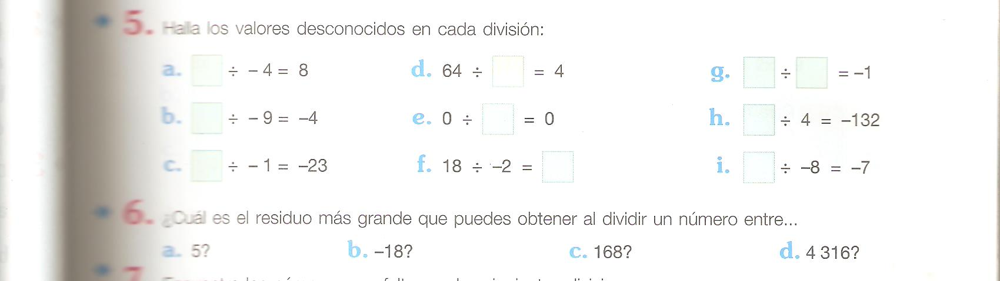 5. Halla los valores desconocidos en cada división:
a. ÷ – 4 = 8 d. 64 ÷ = 4 g. ÷ = –1
b. ÷ – 9 = –4 e. 0 ÷ = 0 h. ÷ 4 = –132
c. ÷ – 1 = –23 f. 18 ÷ –2 = i. ÷ –8 = –7
6. ¿Cuál es el residuo más grande que puedes obtener al dividir un número entre...
a. 5? b. –18? c. 168? d. 4 316?
7